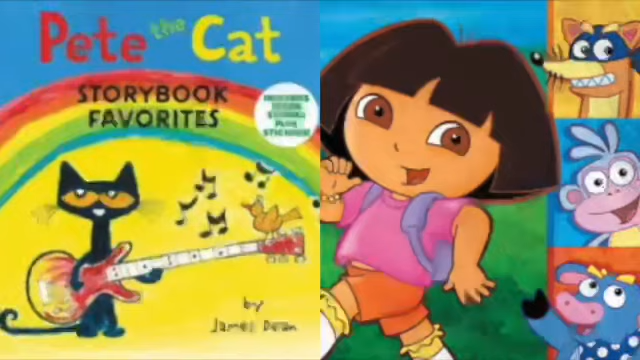 Pete the Cat
STORYBOOK
FAVORITES
by
James Dean